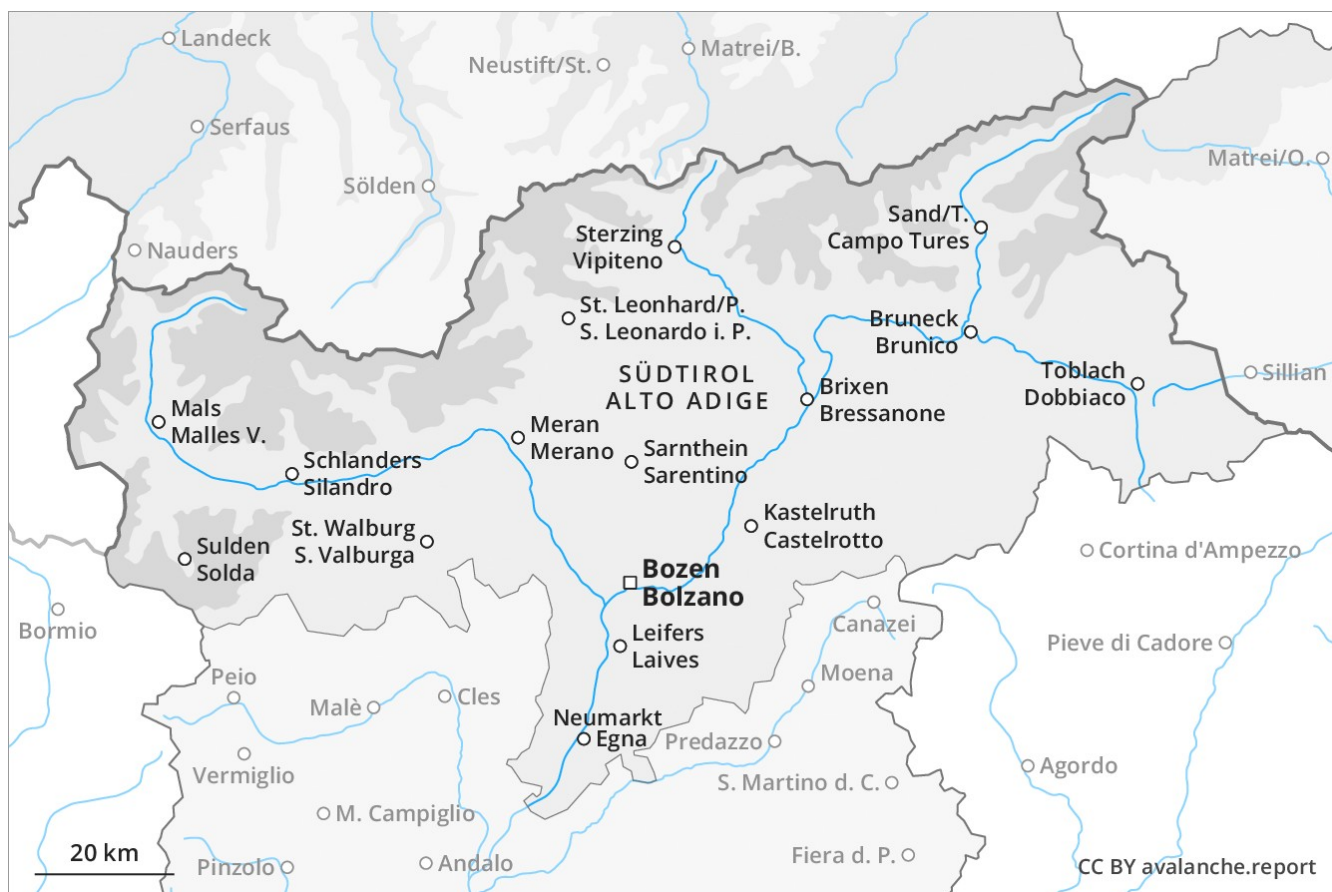 Landeck
Matrei/B.
Neustift/St.
Serfaus
Matrei/O.
Sölden
Sand/T.
Campo Tures
Sterzing
Vipiteno
Nauders
St. Leonhard/P.
S. Leonardo i. P.
Bruneck
Brunico
SÜDTIROL
ALTO ADIGE
Toblach
Dobbiaco
Sillian
Brixen
Bressanone
Mals
Malles V.
Meran
Merano
Sarnthein
Sarentino
Schlanders
Silandro
Kastelruth
Castelrotto
St. Walburg
S. Valburga
Sulden
Solda
Cortina d'Ampezzo
Bozen
Bolzano
Bormio
Canazei
Leifers
Laives
Pieve di Cadore
Peio
Moena
Malè
Cles
Neumarkt
Egna
Predazzo
Vermiglio
Agordo
S. Martino d. C.
M. Campiglio
20 km
Pinzolo
Andalo
Fiera d. P.
CC BY avalanche.report